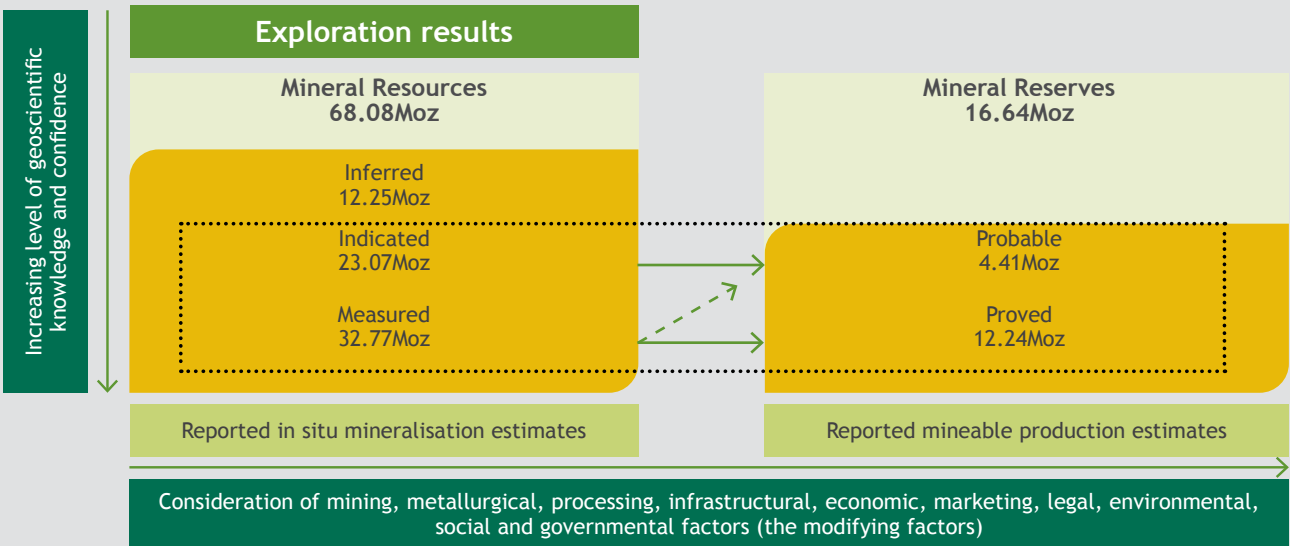 Increasing level of geoscientific
knowledge and confidence
Exploration results
Mineral Resources
68.08Moz
Inferred
12.25Moz
Indicated
23.07Moz
Measured
32.77Moz
Reported in situ mineralisation estimates
Mineral Reserves
16.64Moz
Probable
4.41Moz
Proved
12.24Moz
Reported mineable production estimates
Consideration of mining, metallurgical, processing, infrastructural, economic, marketing, legal, environmental,
social and governmental factors (the modifying factors)